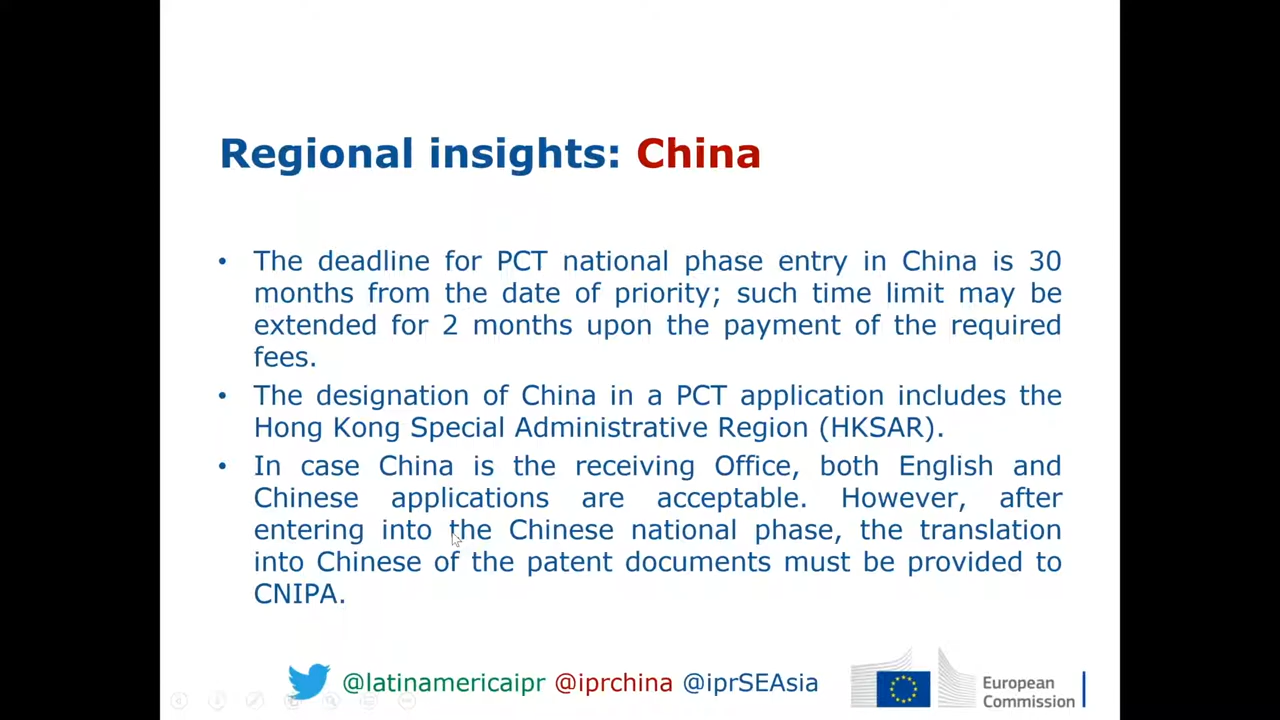 Regional insights: China
• The deadline for PCT national phase entry in China is 30
months from the date of priority; such time limit may be
extended for 2 months upon the payment of the required
fees.
• The designation of China in a PCT application includes the
Hong Kong Special Administrative Region (HKSAR).
• In case China is the receiving Office, both English and
Chinese applications are acceptable. However, after
entering into the Chinese national phase, the translation
into Chinese of the patent documents must be provided to
CNIPA.
@latinamericaipr @iprchina @iprSEAsia
European
Commission